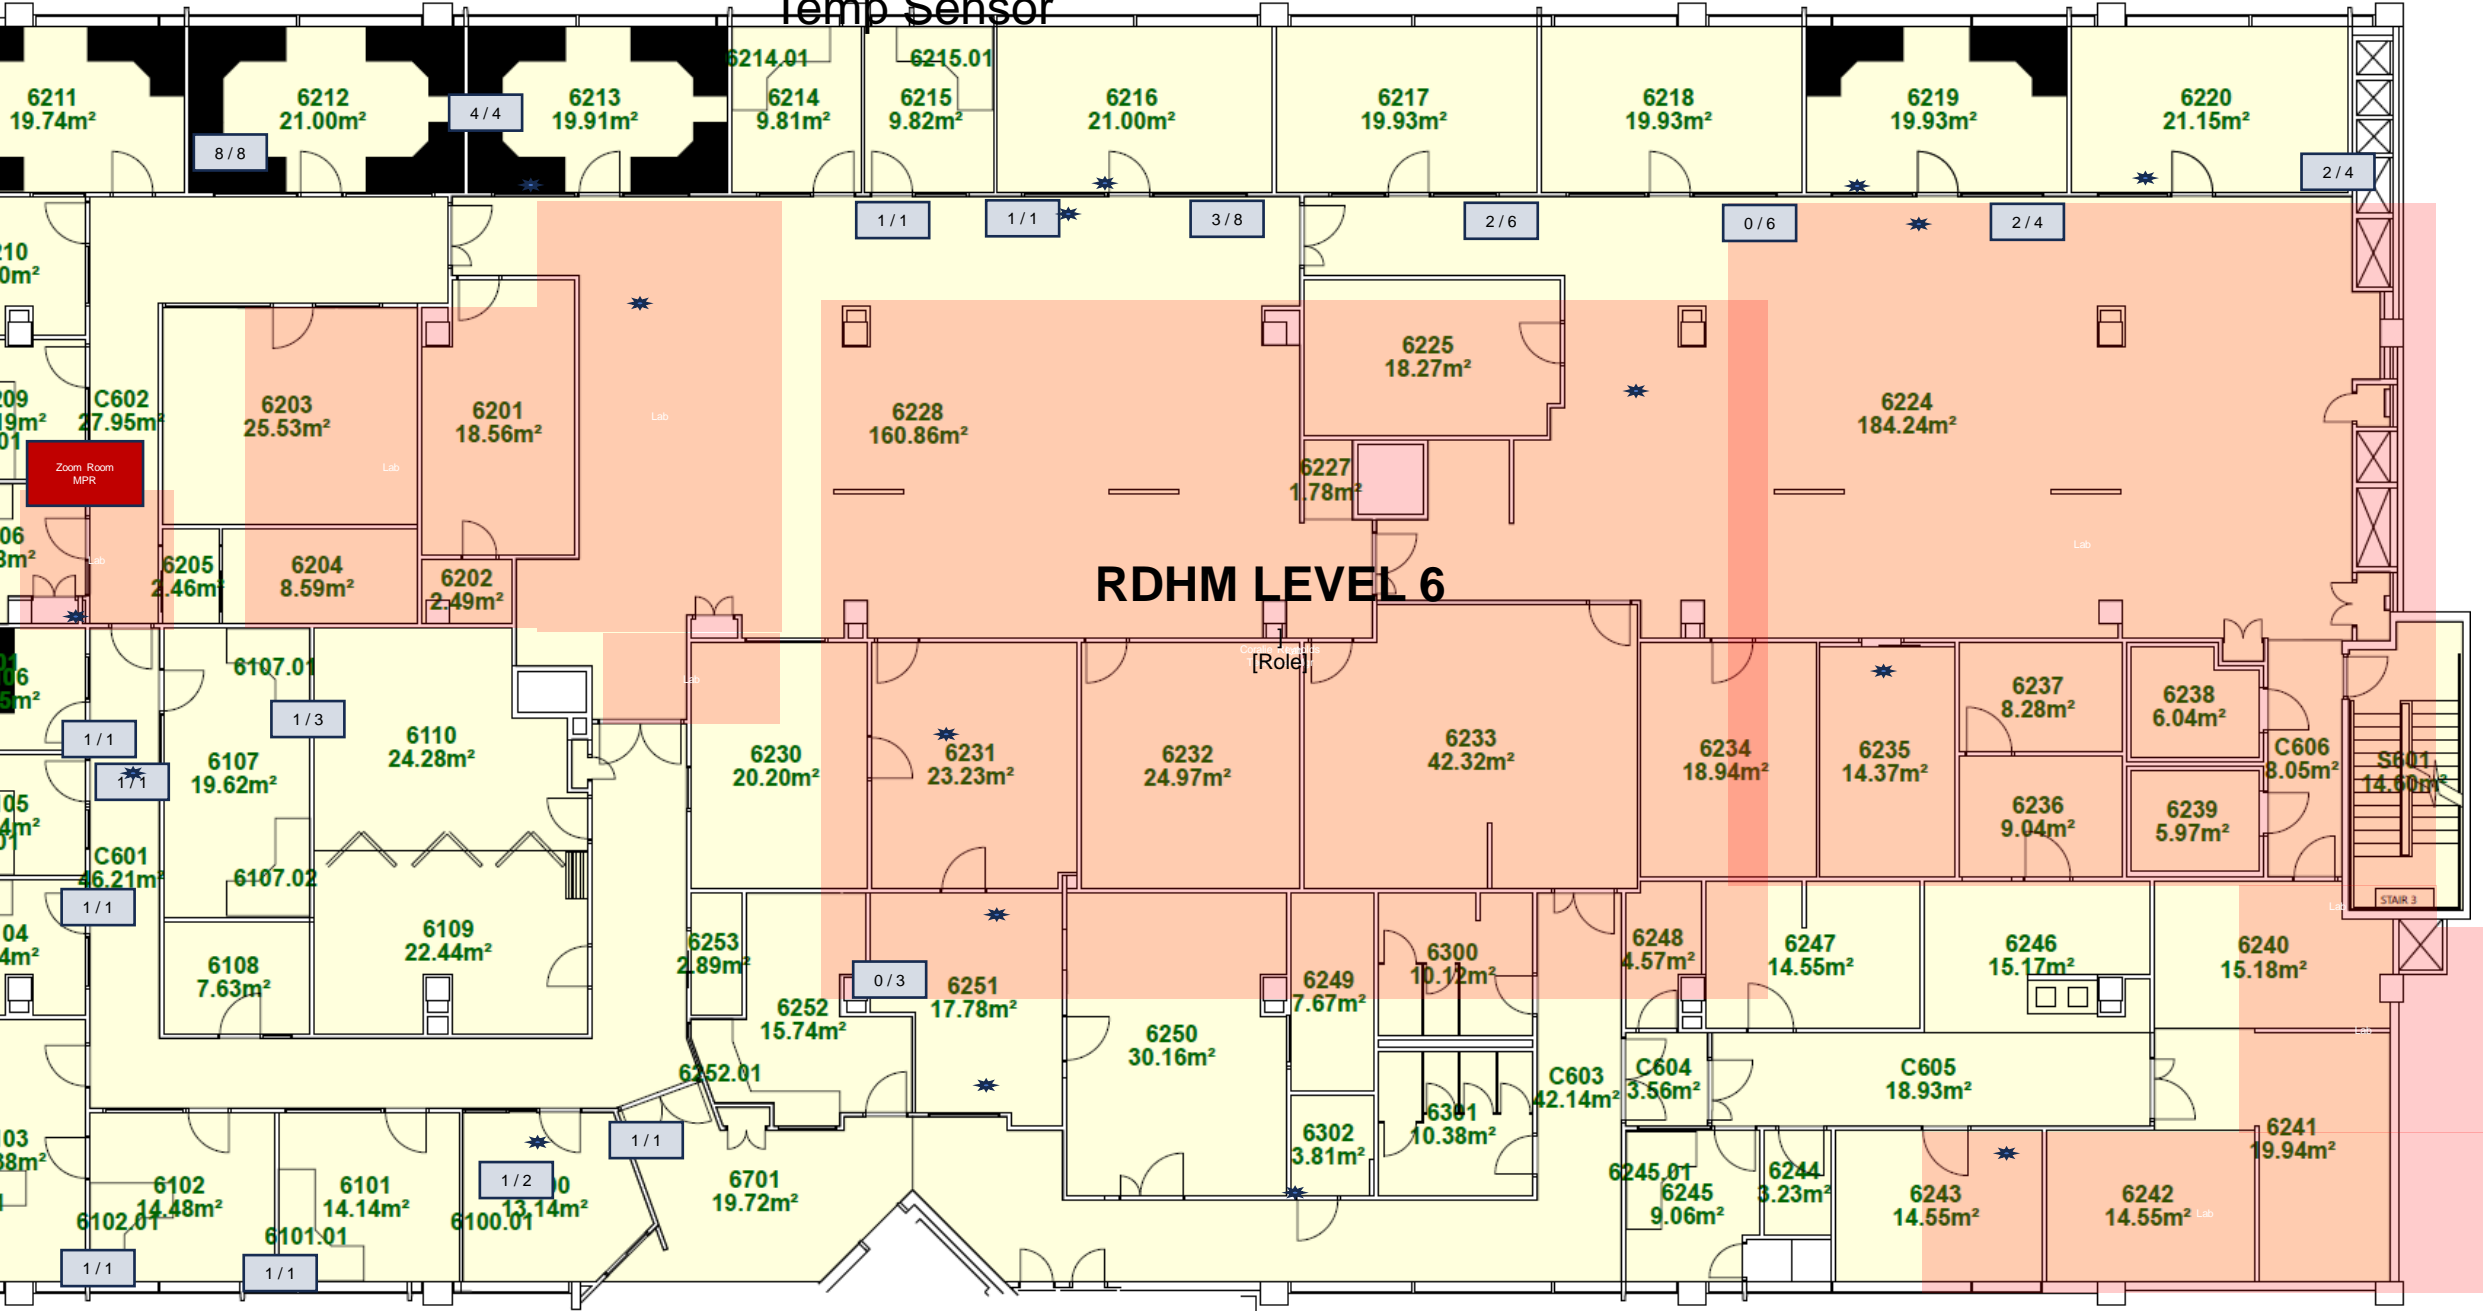 Temp Sensor
6211
19.74m²
6212
21.00m²
6213
19.91m²
6214.01
6214
9.81m²
6215.01
6215
9.82m²
6216
21.00m²
6217
19.93m²
6218
19.93m²
6219
19.93m²
6220
21.15m²
8 / 8
4 / 4
2 / 4
1 / 1
1 / 1
3 / 8
2 / 6
0 / 6
2 / 4
C602
27.95m²
6203
25.53m²
6201
18.56m²
Lab
Lab
6228
160.86m²
6225
18.27m²
6227
1.78m²
6224
184.24m²
Lab
Zoom Room
MPR
Lab
6205
2.46m²
6204
8.59m²
6202
2.49m²
RDHM LEVEL 6
]
[Role]
Lab
6107.01
1 / 3
6107
19.62m²
6107.02
6110
24.28m²
1 / 1
1 / 1
C601
46.21m²
1 / 1
6109
22.44m²
6108
7.63m²
6230
20.20m²
6231
23.23m²
6232
24.97m²
6233
42.32m²
6234
18.94m²
6235
14.37m²
6237
8.28m²
6236
9.04m²
6238
6.04m²
6239
5.97m²
C606
8.05m²
S601
14.60m²
STAIR 3
Lab
6253
2.89m²
6252
15.74m²
6252.01
0 / 3
6251
17.78m²
6250
30.16m²
6249
7.67m²
6300
10.12m²
6248
4.57m²
6247
14.55m²
6246
15.17m²
6240
15.18m²
Lab
6302
3.81m²
6301
10.38m²
C603
42.14m²
C604
3.56m²
C605
18.93m²
6241
19.94m²
6102
14.48m²
6102.01
1 / 1
6101
14.14m²
6101.01
1 / 1
6100.01
13.14m²
1 / 2
1 / 1
6701
19.72m²
6245.01
6245
9.06m²
6244
3.23m²
6243
14.55m²
6242
14.55m²
Lab